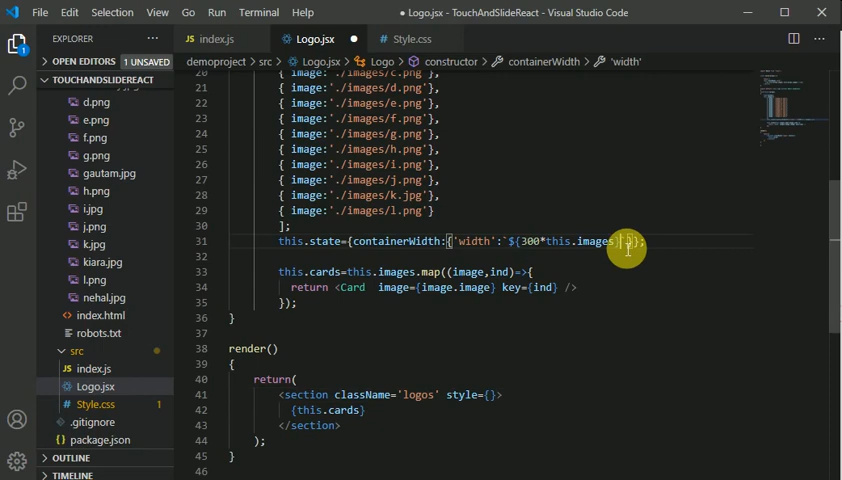 File Edit Selection View Go Run Terminal Help ● Logo.jsx - TouchAndSlideReact - Visual Studio Code
EXPLORER ···
OPEN EDITORS 1 UNSAVED
TOUCHANDSLIDEREACT
d.png
e.png
f.png
g.png
gautam.jpg
h.png
i.jpg
j.png
k.jpg
kiara.jpg
l.png
nehal.jpg
index.html
robots.txt
src
index.js
Logo.jsx
Style.css 1
.gitignore
package.json
OUTLINE
TIMELINE
JS index.js Logo.jsx ● # Style.css ···
demoproject > src > Logo.jsx > Logo > constructor > containerWidth > 'width'
20 { image:'./images/c.png'},
21 { image:'./images/d.png'},
22 { image:'./images/e.png'},
23 { image:'./images/f.png'},
24 { image:'./images/g.png'},
25 { image:'./images/h.png'},
26 { image:'./images/i.png'},
27 { image:'./images/j.png'},
28 { image:'./images/k.jpg'},
29 { image:'./images/l.png'}
30 ];
31 this.state={containerWidth:{'width':`${300*this.images}`}};
32
33 this.cards=this.images.map((image,ind)=>{
34 return <Card image={image.image} key={ind} />
35 });
36 }
37
38 render()
39 {
40 return(
41 <section className='logos' style={}>
42 {this.cards}
43 </section>
44 );
45 }
46